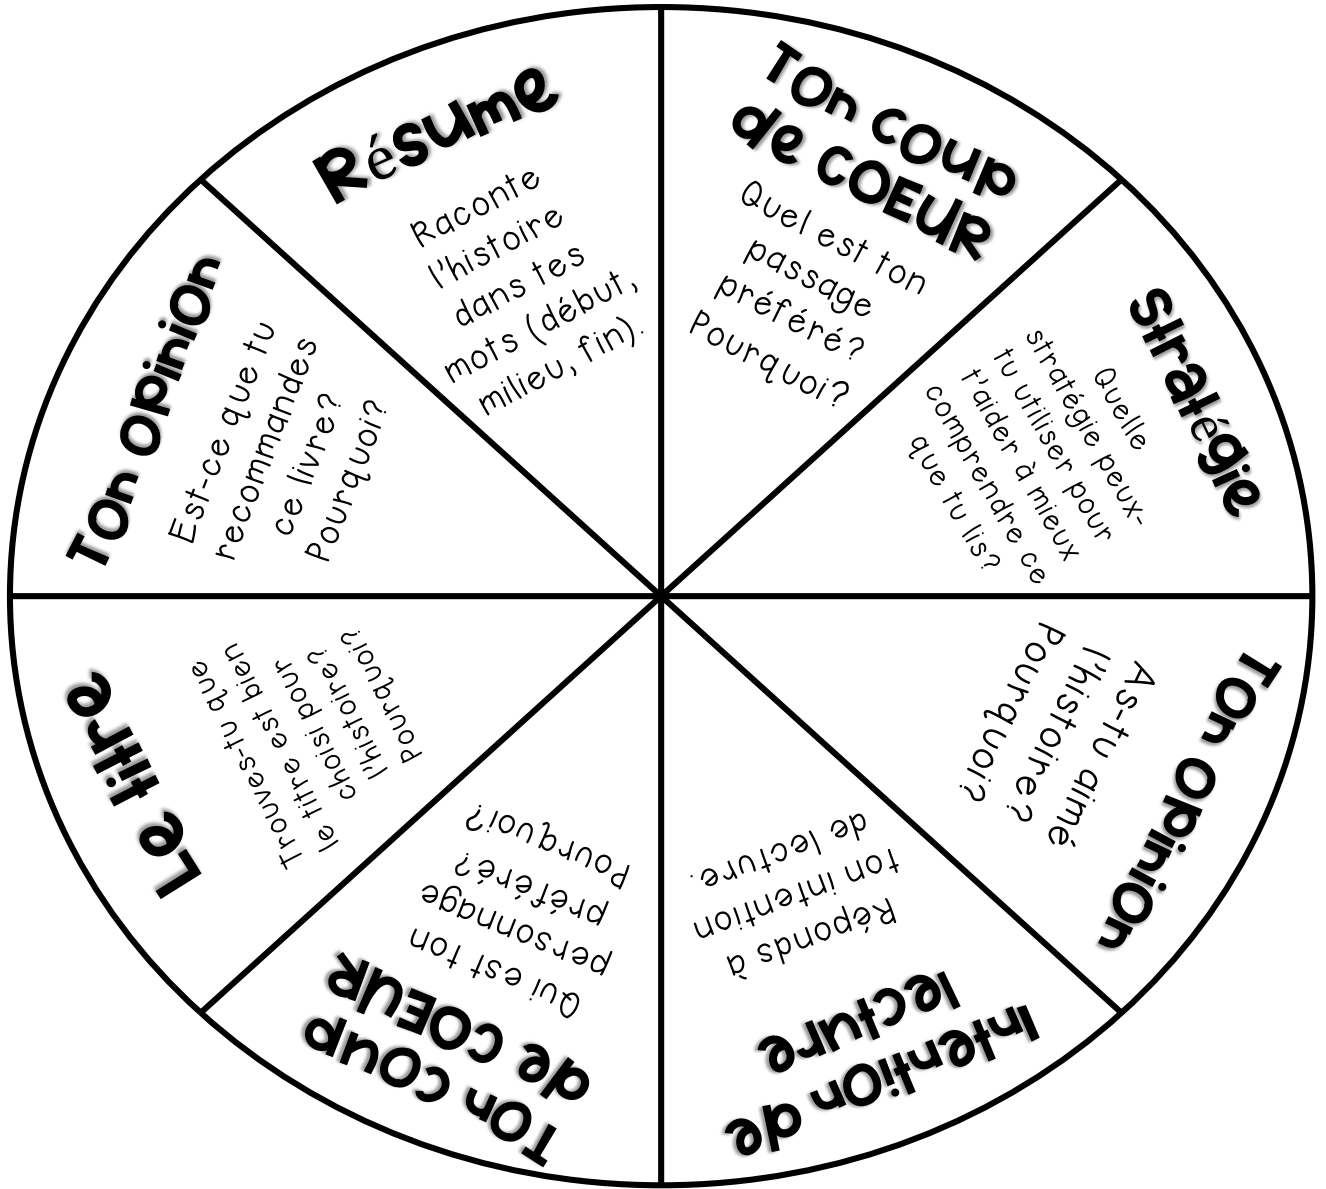 Résume
Raconte
l'histoire
dans tes
mots (début,
milieu, fin).
Ton coup
de coeur
Quel est ton
passage
préféré?
Pourquoi?
Stratégie
Quelle
stratégie peux-
tu utiliser pour
t'aider à mieux
comprendre ce
que tu lis?
Ton opinion
As-tu aimé
l'histoire?
Pourquoi?
Intention de
lecture
Réponds à
ton intention
de lecture.
Ton coup
de coeur
Qui est ton
personnage
préféré?
Pourquoi?
Le titre
Trouves-tu que
le titre est bien
choisi pour
l'histoire?
Pourquoi?
Ton opinion
Est-ce que tu
recommandes
ce livre?
Pourquoi?